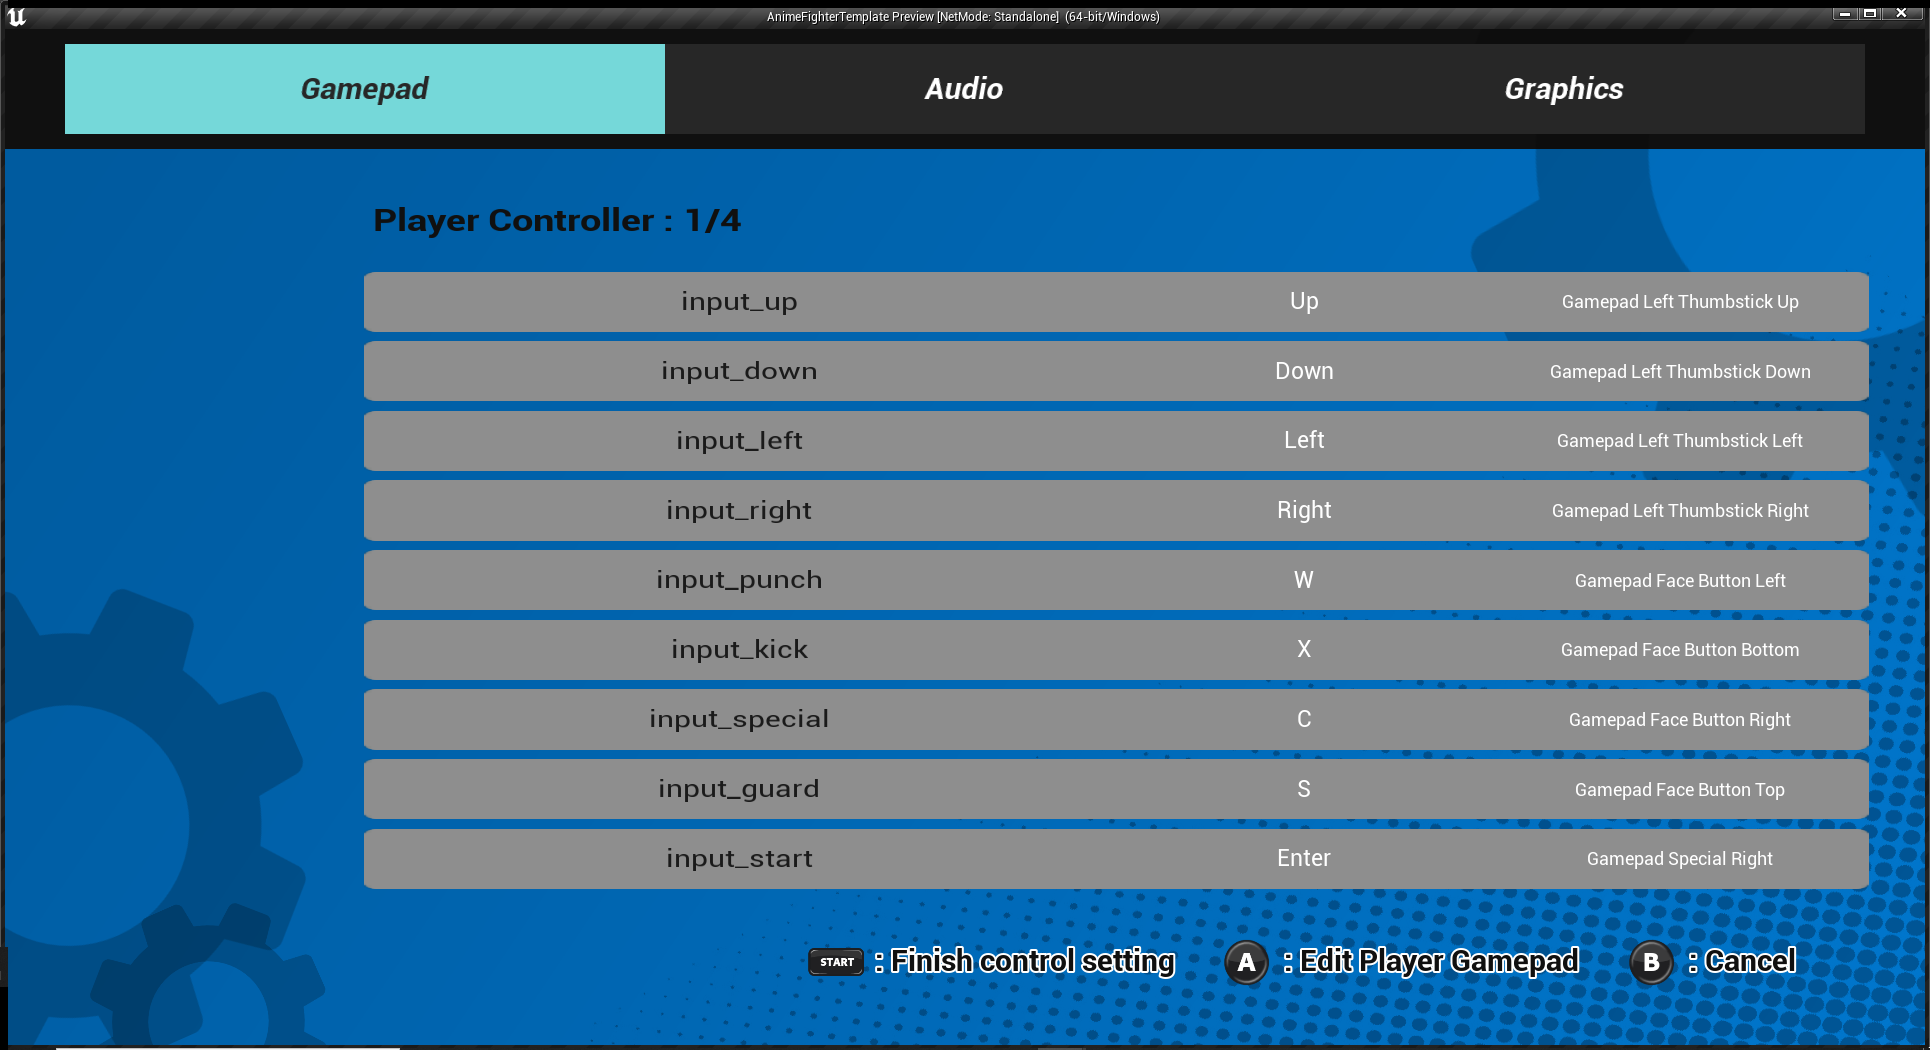 AnimeFighterTemplate Preview [NetMode: Standalone]  (64-bit/Windows)
Gamepad Audio Graphics
Player Controller : 1/4
input_up Up Gamepad Left Thumbstick Up
input_down Down Gamepad Left Thumbstick Down
input_left Left Gamepad Left Thumbstick Left
input_right Right Gamepad Left Thumbstick Right
input_punch W Gamepad Face Button Left
input_kick X Gamepad Face Button Bottom
input_special C Gamepad Face Button Right
input_guard S Gamepad Face Button Top
input_start Enter Gamepad Special Right
START : Finish control setting A : Edit Player Gamepad B : Cancel